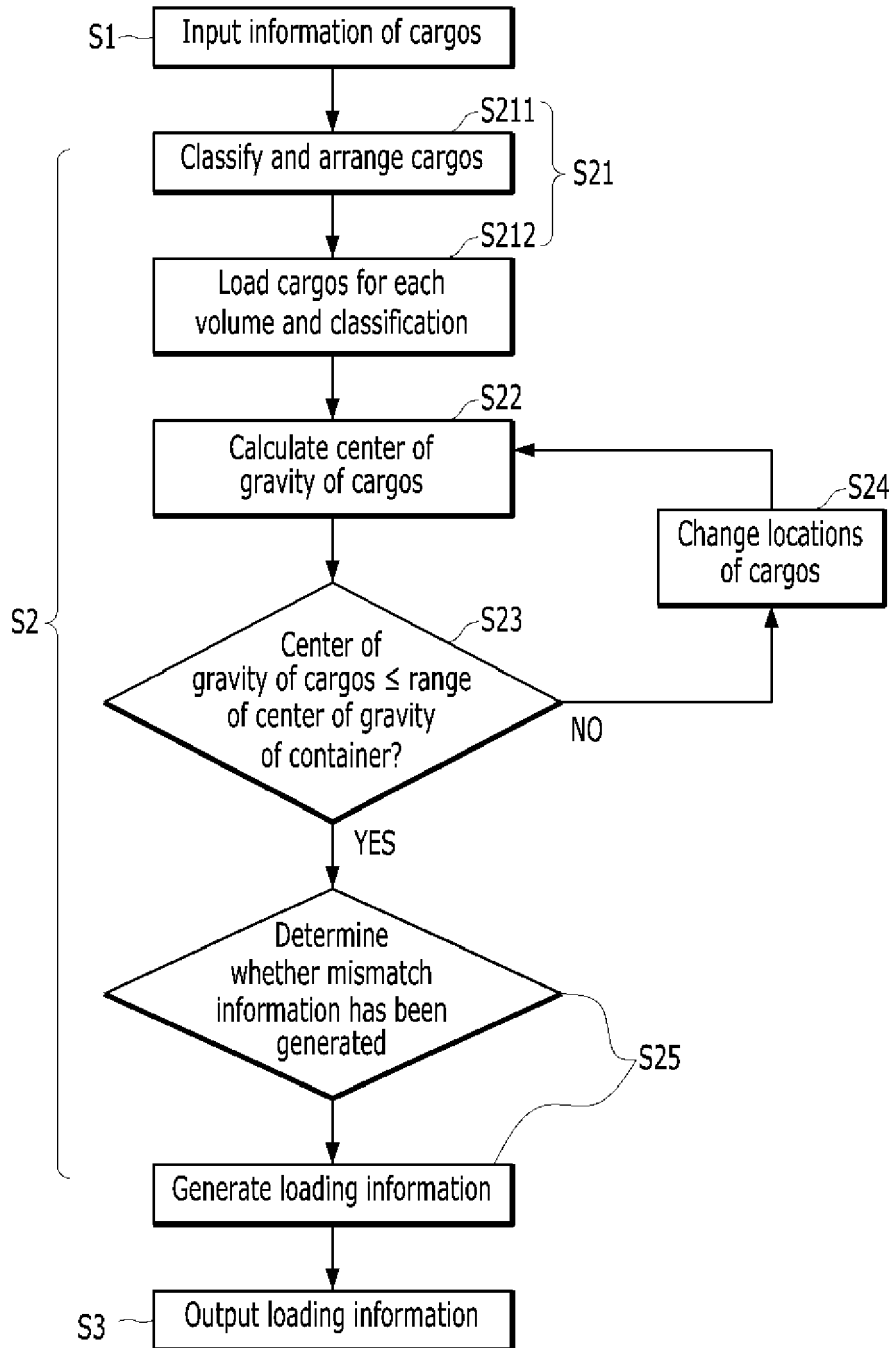 S1
Input information of cargos
S211
Classify and arrange cargos
S21
S212
Load cargos for each
volume and classification
S22
Calculate center of
gravity of cargos
S24
Change locations
of cargos
S2
S23
Center of
gravity of cargos ≤ range
of center of gravity
of container?
NO
YES
Determine
whether mismatch
information has been
generated
S25
Generate loading information
S3
Output loading information